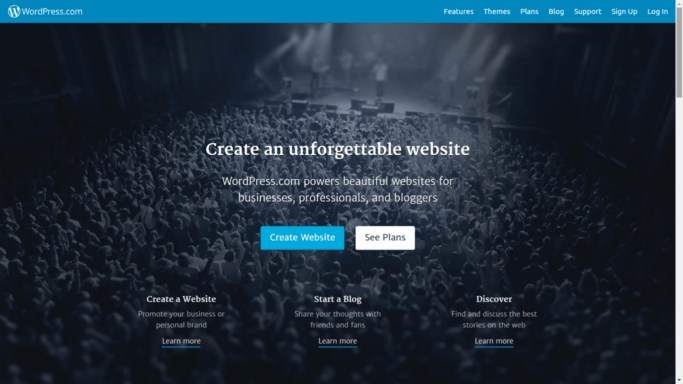 WordPress.com
Features Themes Plans Blog Support Sign Up Log In
Create an unforgettable website
WordPress.com powers beautiful websites for
businesses, professionals, and bloggers
Create Website See Plans
Create a Website
Promote your business or
personal brand
Learn more
Start a Blog
Share your thoughts with
friends and fans
Learn more
Discover
Find and discuss the best
stories on the web
Learn more